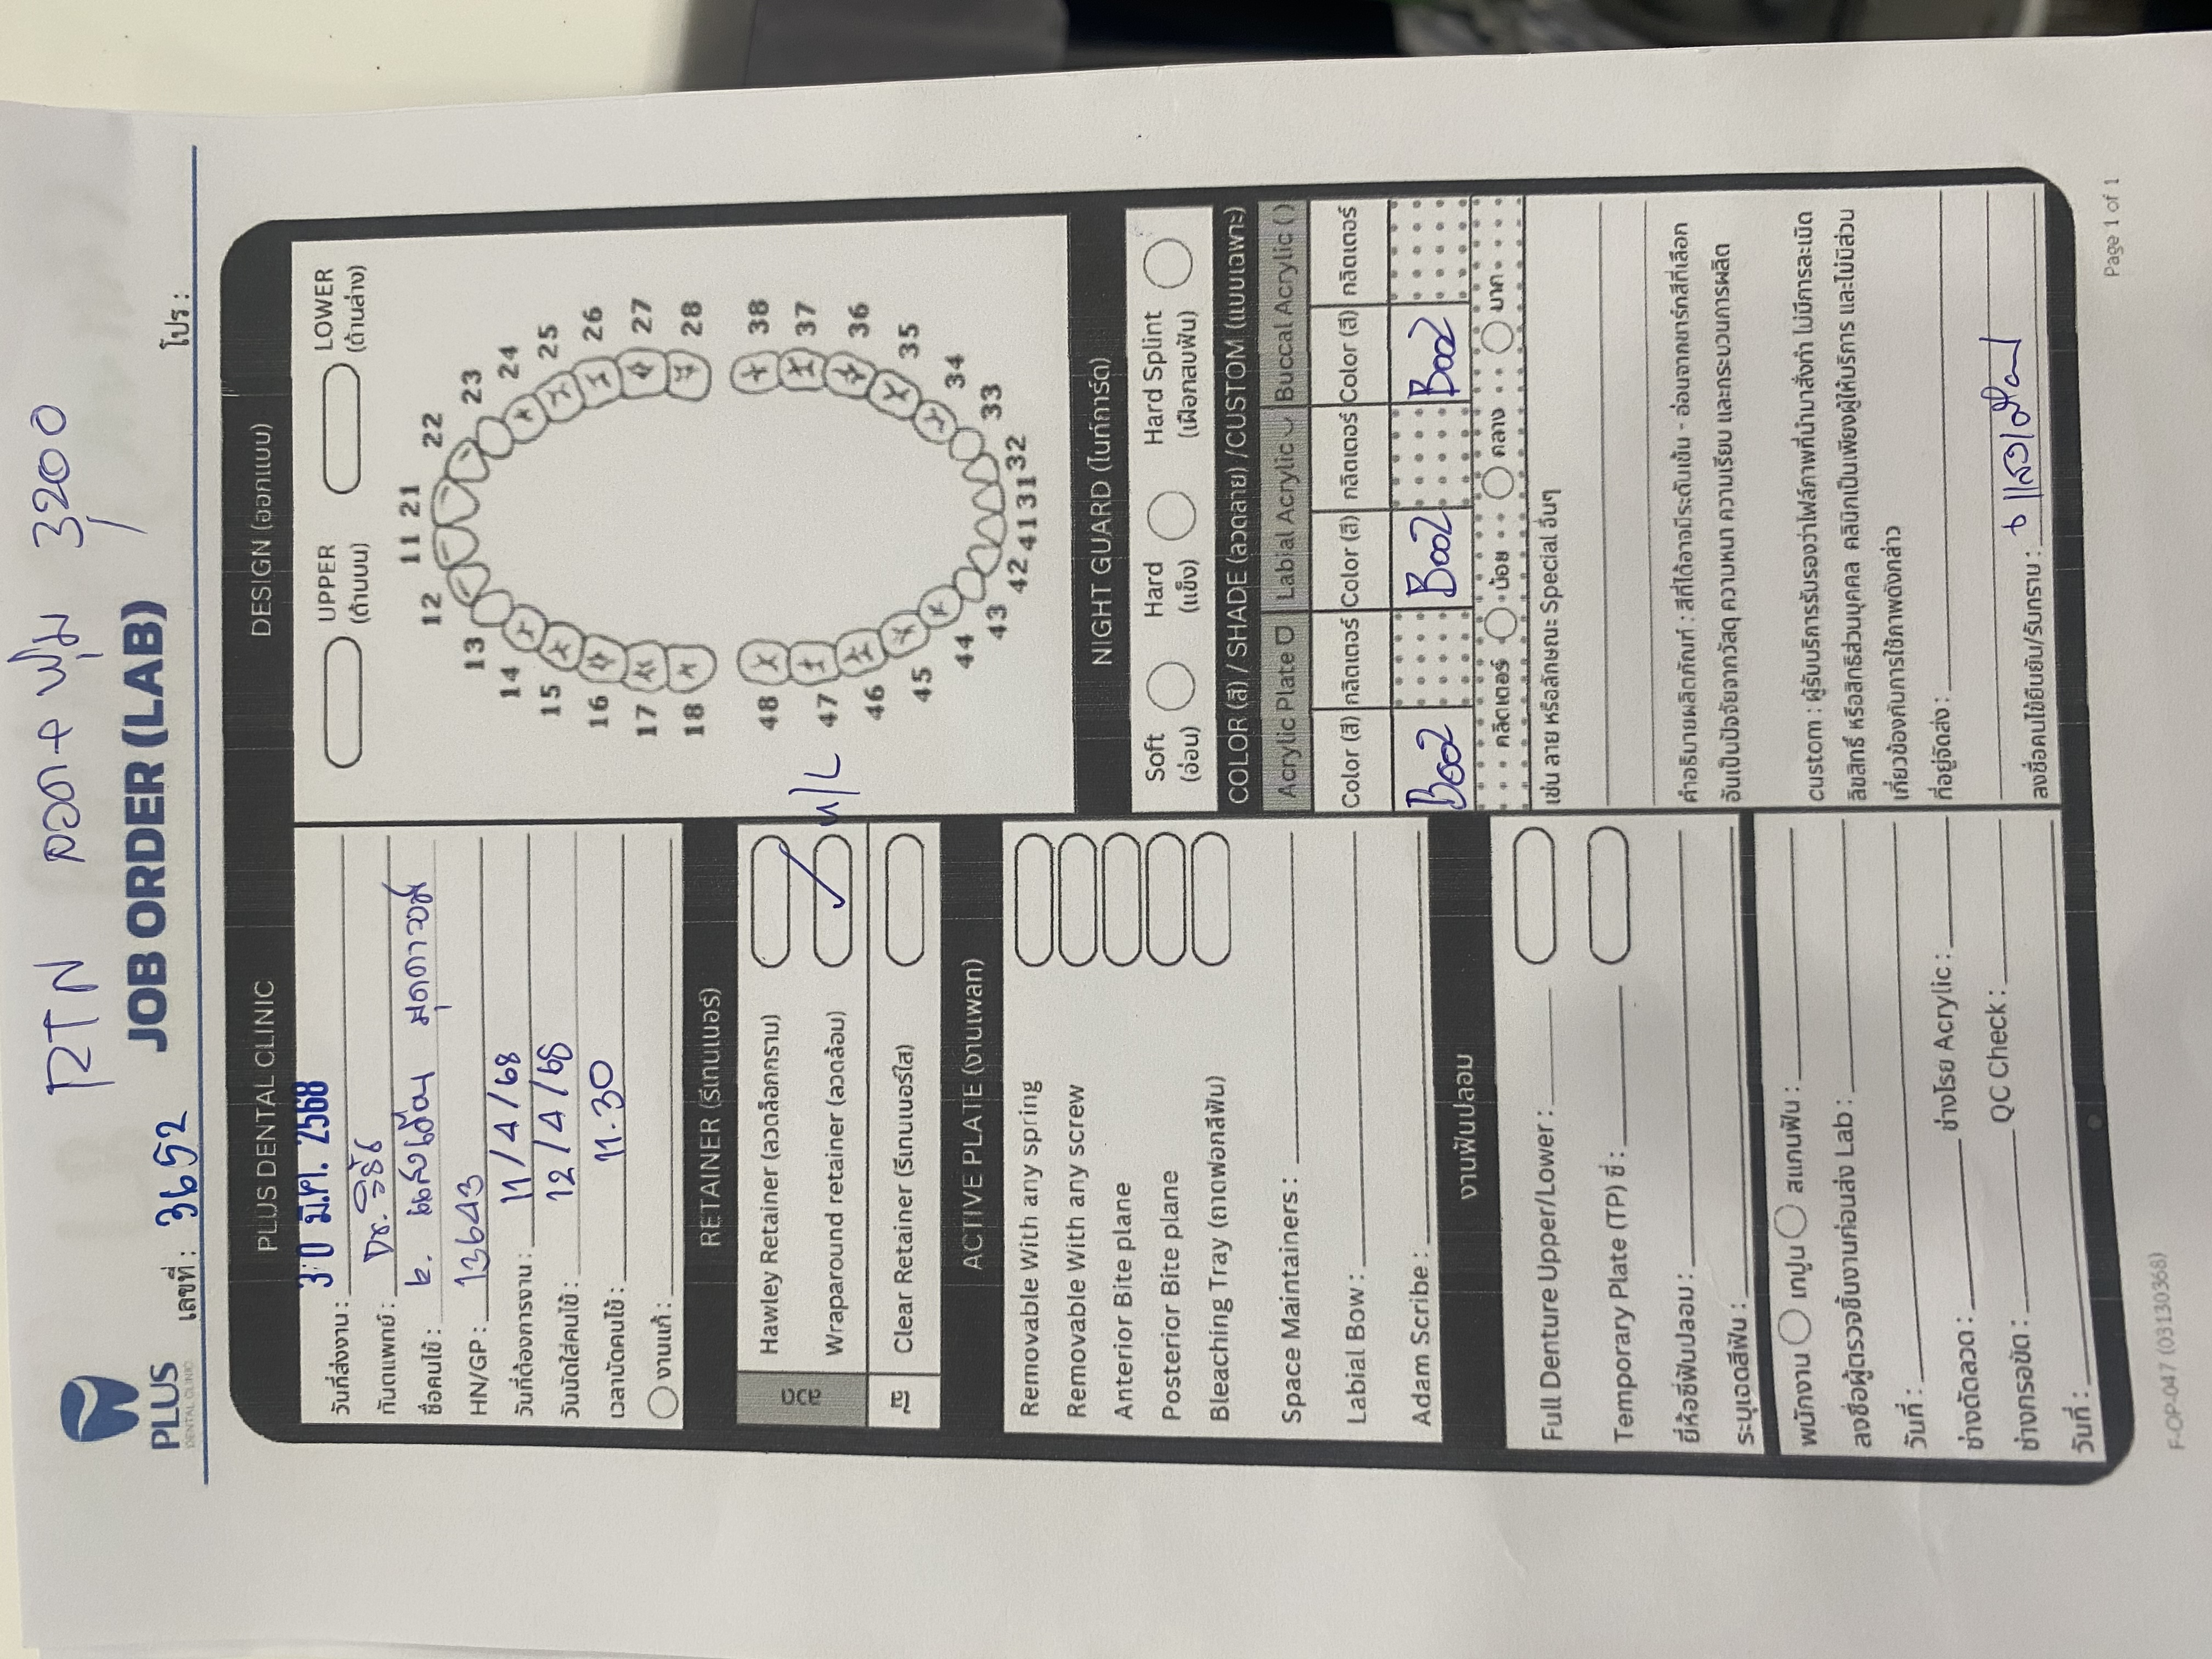 RTN ลวด + ฟุ่ม 3200
PLUS
DENTAL CLINIC
JOB ORDER (LAB)
เลขที่ : 3652
โปร :
PLUS DENTAL CLINIC
วันที่ส่งงาน : 30 มี.ค. 2568
ทันตแพทย์ : Dr.
ชื่อคนไข้ :
HN/GP : 13643
วันที่ต้องการงาน : 11/4/68
วันนัดใส่คนไข้ : 12/4/68
เวลานัดคนไข้ : 11.30
งานแก้ :
RETAINER (รีเทนเนอร์)
ลวด
Hawley Retainer (ลวดล็อกกราม)
Wraparound retainer (ลวดล้อม) U/L
ใส
Clear Retainer (รีเทนเนอร์ใส)
ACTIVE PLATE (งานเพลท)
Removable With any spring
Removable With any screw
Anterior Bite plane
Posterior Bite plane
Bleaching Tray (ถาดฟอกสีฟัน)
Space Maintainers :
Labial Bow :
Adam Scribe :
งานฟันปลอม
Full Denture Upper/Lower :
Temporary Plate (TP) ซี่ :
ยี่ห้อซี่ฟันปลอม :
ระบุเฉดสีฟัน :
พนักงาน เทปูน สแกนฟัน :
ลงชื่อผู้ตรวจชิ้นงานก่อนส่ง Lab :
วันที่ :
ช่างดัดลวด : ช่างโรย Acrylic :
ช่างกรอขัด : QC Check :
วันที่ :
DESIGN (ออกแบบ)
UPPER (ด้านบน) LOWER (ด้านล่าง)
11 21
12 22
13 23
14 24
15 25
16 26
17 27
18 28
48 38
47 37
46 36
45 35
44 34
43 33
42 41 31 32
NIGHT GUARD (ไนท์การ์ด)
Soft (อ่อน) Hard (แข็ง) Hard Splint (เฝือกสบฟัน)
COLOR (สี) / SHADE (ลวดลาย) /CUSTOM (แบบเฉพาะ)
Acrylic Plate Labial Acrylic Buccal Acrylic ( )
Color (สี) กลิตเตอร์ Color (สี) กลิตเตอร์ Color (สี) กลิตเตอร์
B002 B002 B002
กลิตเตอร์ น้อย กลาง มาก
เช่น ลาย หรือลักษณะ Special อื่นๆ
คำอธิบายผลิตภัณฑ์ : สีที่ได้อาจมีระดับเข้ม - อ่อนจากชาร์ทสีที่เลือก
อันเป็นปัจจัยจากวัสดุ ความหนา ความเรียบ และกระบวนการผลิต
custom : ผู้รับบริการรับรองว่าไฟล์ภาพที่นำมาสั่งทำ ไม่มีการละเมิด
ลิขสิทธิ์ หรือสิทธิส่วนบุคคล คลินิกเป็นเพียงผู้ให้บริการ และไม่มีส่วน
เกี่ยวข้องกับการใช้ภาพดังกล่าว
ที่อยู่จัดส่ง :
ลงชื่อคนไข้ยืนยัน/รับทราบ :
Page 1 of 1
F-OP-047 (03130368)